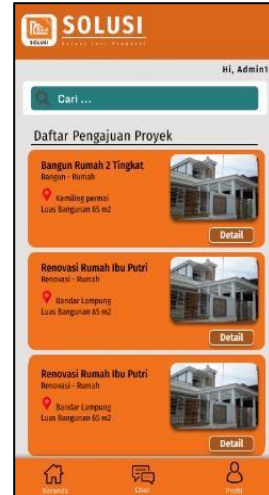 SOLUSI
SOLUSI
Hi, Admin1
Cari ...
Daftar Pengajuan Proyek
Bangun Rumah 2 Tingkat
Bangun - Rumah
Kemiling permai
Luas Bangunan 65 m2
Detail
Renovasi Rumah Ibu Putri
Renovasi - Rumah
Bandar Lampung
Luas Bangunan 65 m2
Detail
Renovasi Rumah Ibu Putri
Renovasi - Rumah
Bandar Lampung
Luas Bangunan 65 m2
Detail
Beranda
Chat
Profil